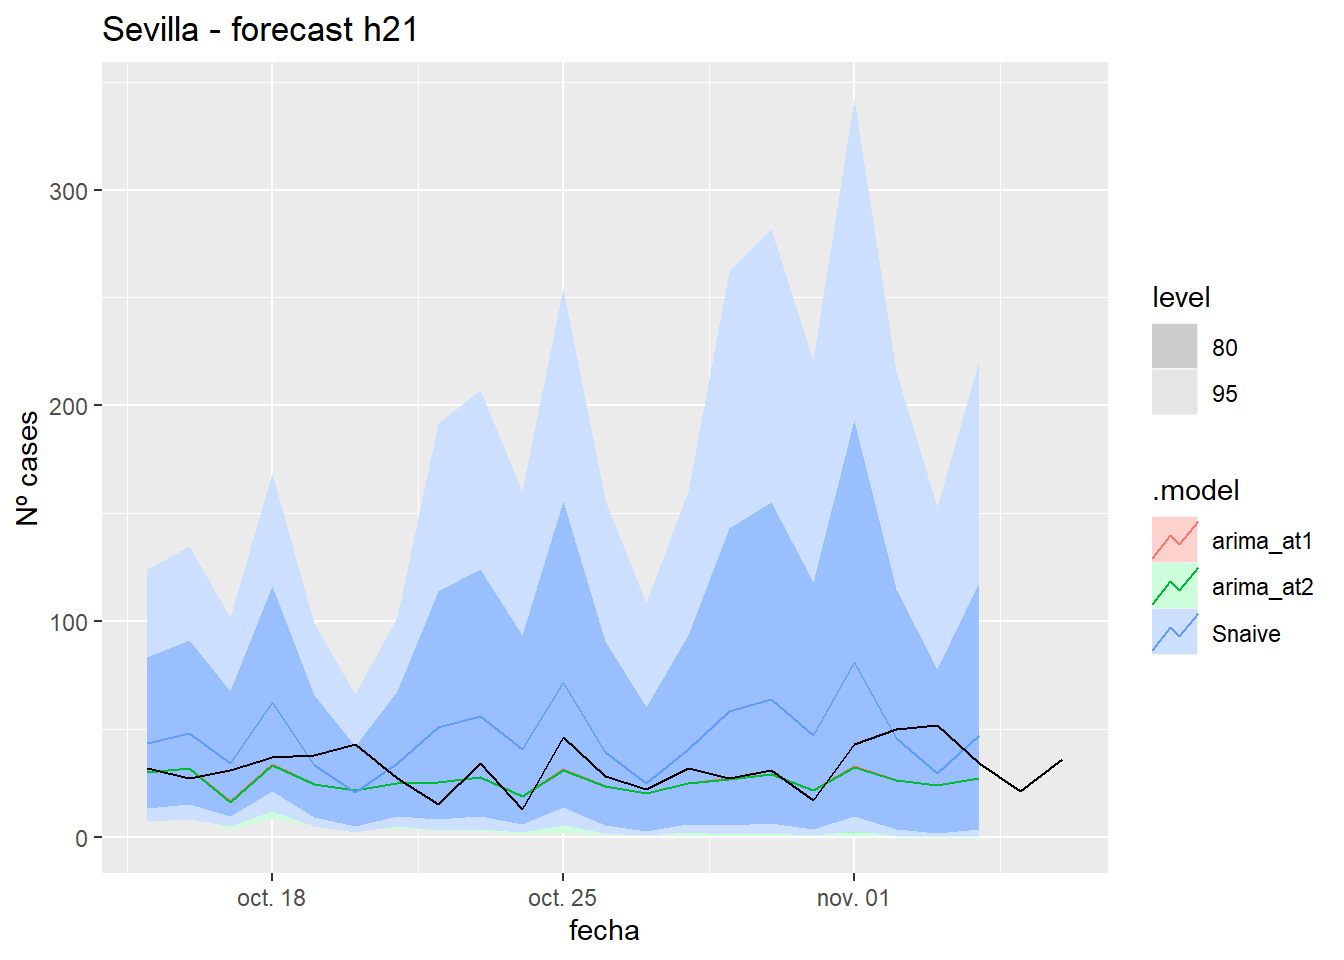 Sevilla - forecast h21
300
200
100
0
Nº cases
oct. 18
oct. 25
nov. 01
fecha
level
80
95
.model
arima_at1
arima_at2
Snaive